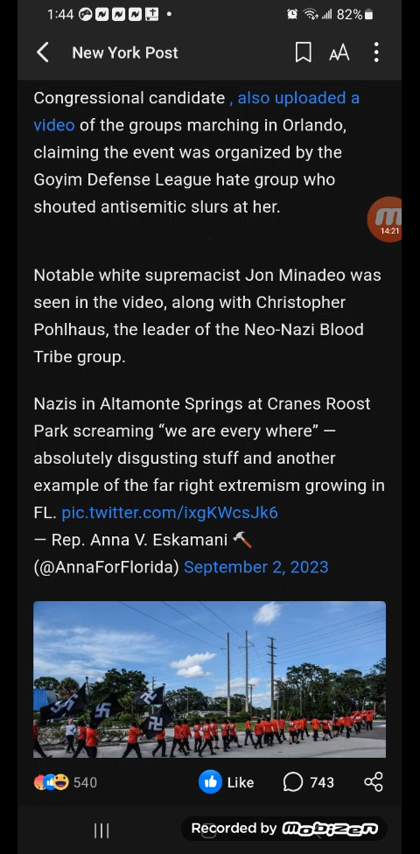 1:44
82%
New York Post
AA
Congressional candidate , also uploaded a
video of the groups marching in Orlando,
claiming the event was organized by the
Goyim Defense League hate group who
shouted antisemitic slurs at her.
14:21
Notable white supremacist Jon Minadeo was
seen in the video, along with Christopher
Pohlhaus, the leader of the Neo-Nazi Blood
Tribe group.
Nazis in Altamonte Springs at Cranes Roost
Park screaming “we are every where” —
absolutely disgusting stuff and another
example of the far right extremism growing in
FL. pic.twitter.com/ixgKWcsJk6
— Rep. Anna V. Eskamani 🔨
(@AnnaForFlorida) September 2, 2023
540
Like
743
Recorded by mobizen